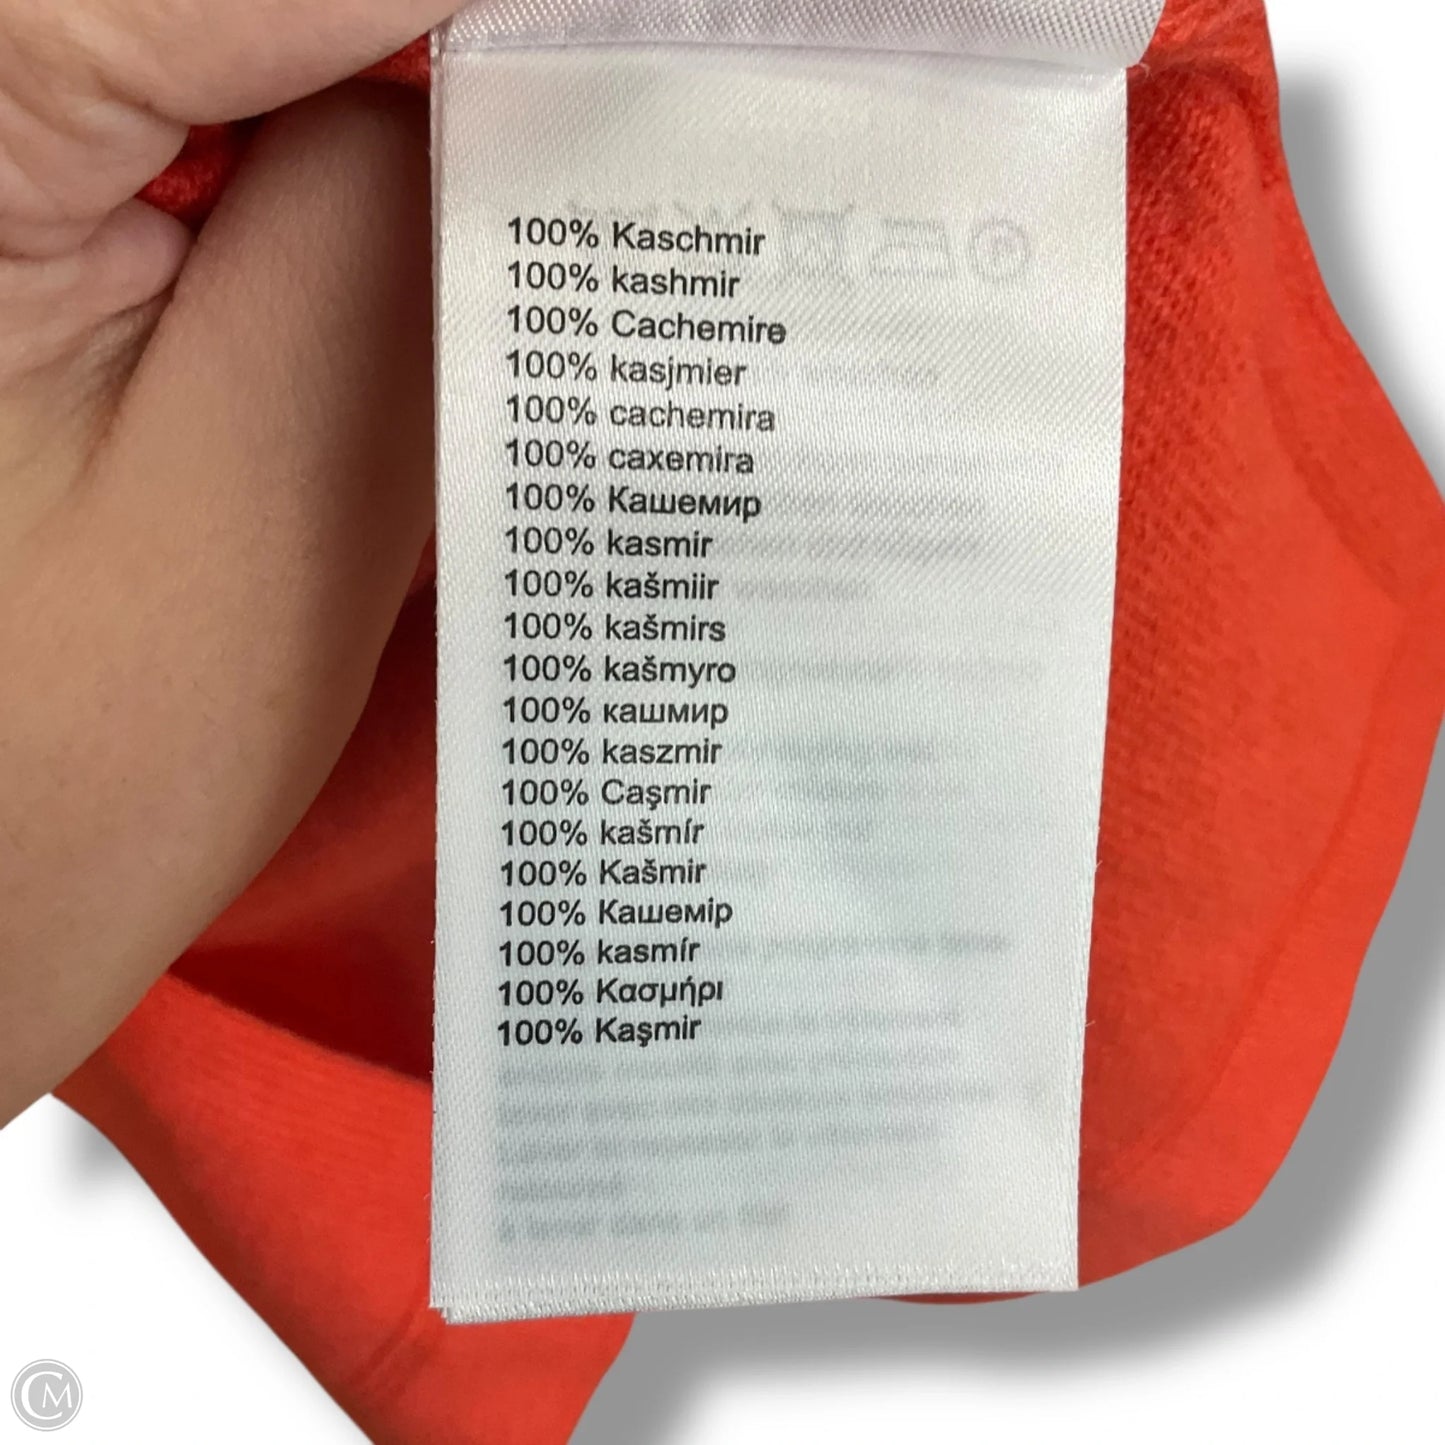 100% Kaschmir
100% kashmir
100% Cachemire
100% kasjmier
100% cachemira
100% caxemira
100% Кашемир
100% kasmir
100% kašmiir
100% kašmirs
100% kašmyro
100% кашмир
100% kaszmir
100% Caşmir
100% kašmír
100% Kašmir
100% Кашемір
100% kasmír
100% Κασμήρι
100% Kaşmir
CM